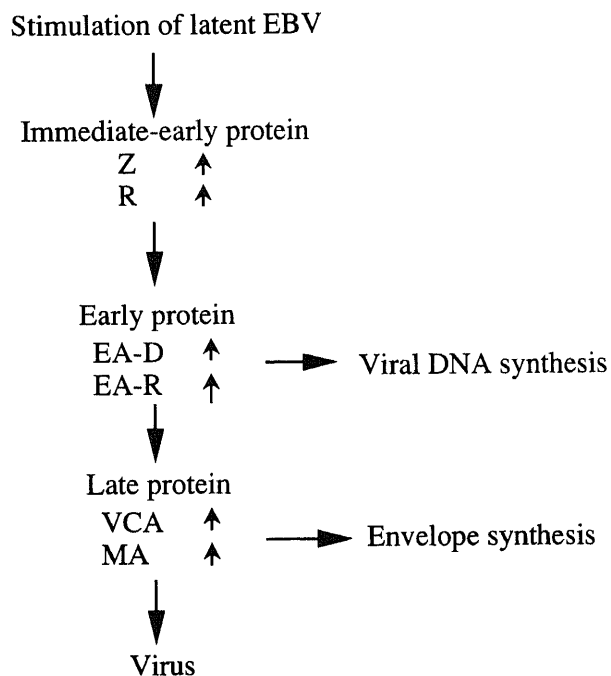 Stimulation of latent EBV
Immediate-early protein
Z
R
Early protein
EA-D
EA-R
Viral DNA synthesis
Late protein
VCA
MA
Envelope synthesis
Virus